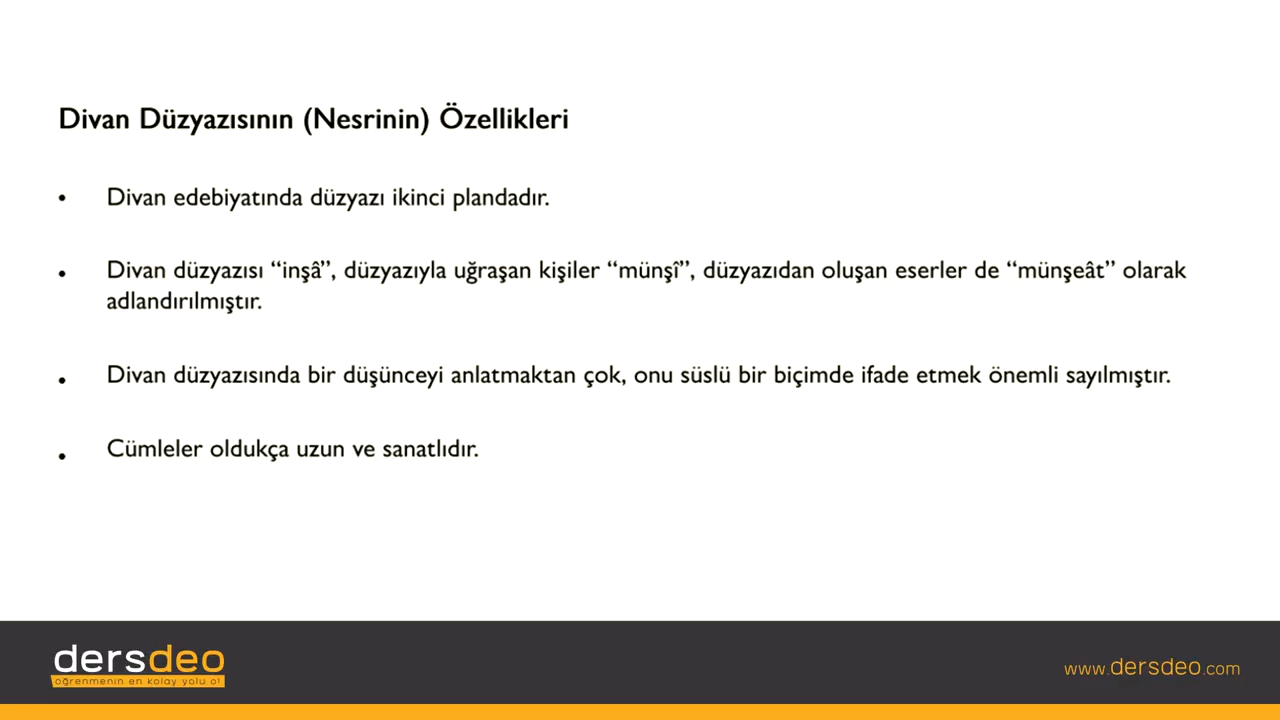 Divan Düzyazısının (Nesrinin) Özellikleri
• Divan edebiyatında düzyazı ikinci plandadır.
• Divan düzyazısı “inşâ”, düzyazıyla uğraşan kişiler “münşî”, düzyazıdan oluşan eserler de “münşeât” olarak
adlandırılmıştır.
• Divan düzyazısında bir düşünceyi anlatmaktan çok, onu süslü bir biçimde ifade etmek önemli sayılmıştır.
• Cümleler oldukça uzun ve sanatlıdır.
dersdeo
öğrenmenin en kolay yolu o!
www.dersdeo.com